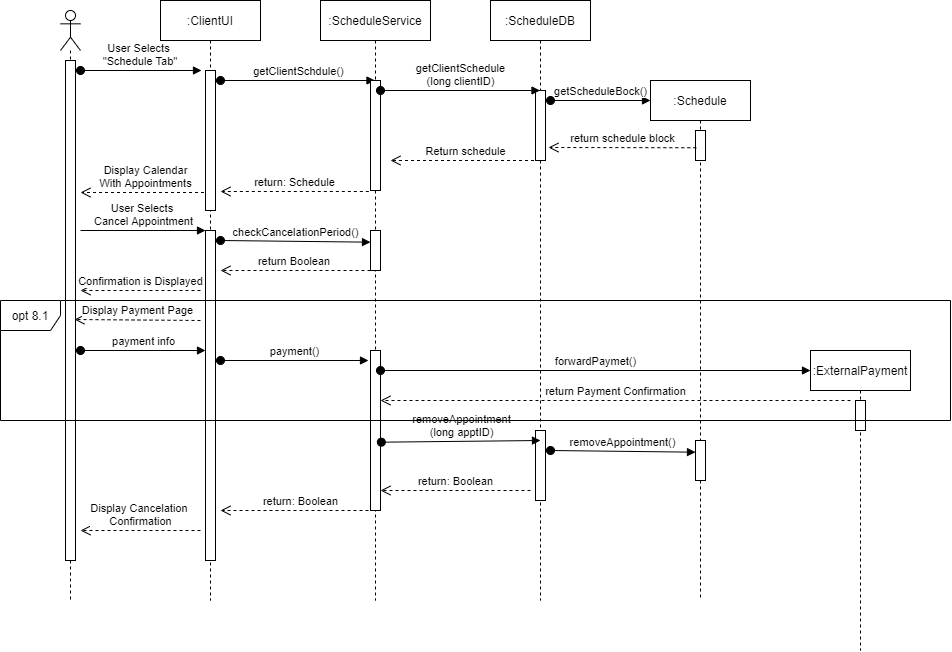 :ClientUI
:ScheduleService
:ScheduleDB
User Selects
"Schedule Tab"
getClientSchdule()
getClientSchedule
(long clientID)
getScheduleBock()
:Schedule
return schedule block
Return schedule
Display Calendar
With Appointments
return: Schedule
User Selects
Cancel Appointment
checkCancelationPeriod()
return Boolean
Confirmation is Displayed
opt 8.1
Display Payment Page
payment info
payment()
forwardPaymet()
:ExternalPayment
return Payment Confirmation
removeAppointment
(long apptID)
removeAppointment()
return: Boolean
return: Boolean
Display Cancelation
Confirmation